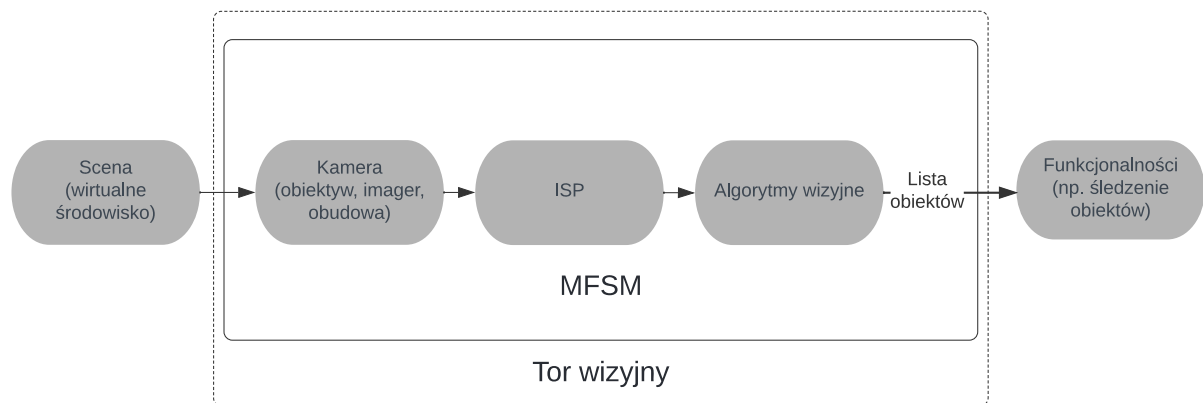 Scena
(wirtualne
środowisko)
Kamera
(obiektyw, imager,
obudowa)
ISP
Algorytmy wizyjne
Lista
obiektów
Funkcjonalności
(np. śledzenie
obiektów)
MFSM
Tor wizyjny